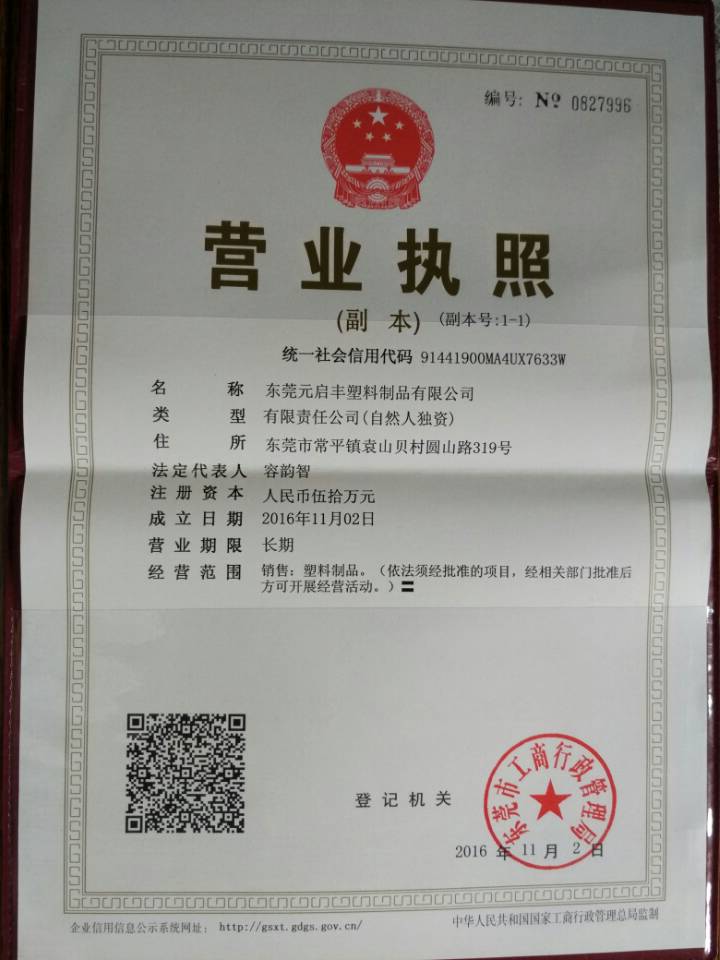 编号: № 0827996
营业执照
(副 本) (副本号:1-1)
统一社会信用代码 91441900MA4UX7633W
名 称 东莞元启丰塑料制品有限公司
类 型 有限责任公司(自然人独资)
住 所 东莞市常平镇袁山贝村圆山路319号
法定代表人 容韵智
注册资本 人民币伍拾万元
成立日期 2016年11月02日
营业期限 长期
经营范围 销售：塑料制品。（依法须经批准的项目，经相关部门批准后
方可开展经营活动。）〓
东莞市工商行政管理局
登记机关
2016 年 11 月 2 日
企业信用信息公示系统网址： http://gsxt.gdgs.gov.cn/
中华人民共和国国家工商行政管理总局监制